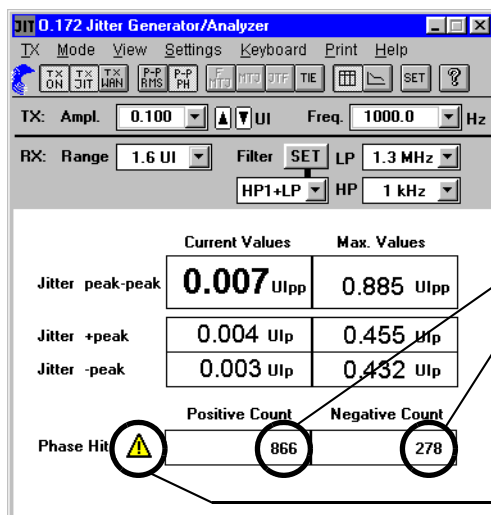 JIT O.172 Jitter Generator/Analyzer
TX Mode View Settings Keyboard Print Help
TX ON TX JIT TX WAN P-P RMS P-P PH F MTJ MTJ JTF TIE SET ?
TX: Ampl. 0.100 UI Freq. 1000.0 Hz
RX: Range 1.6 UI Filter SET LP 1.3 MHz
HP1+LP HP 1 kHz
Current Values Max. Values
Jitter peak-peak 0.007 UIpp 0.885 UIpp
Jitter +peak 0.004 UIp 0.455 UIp
Jitter -peak 0.003 UIp 0.432 UIp
Positive Count Negative Count
Phase Hit 866 278